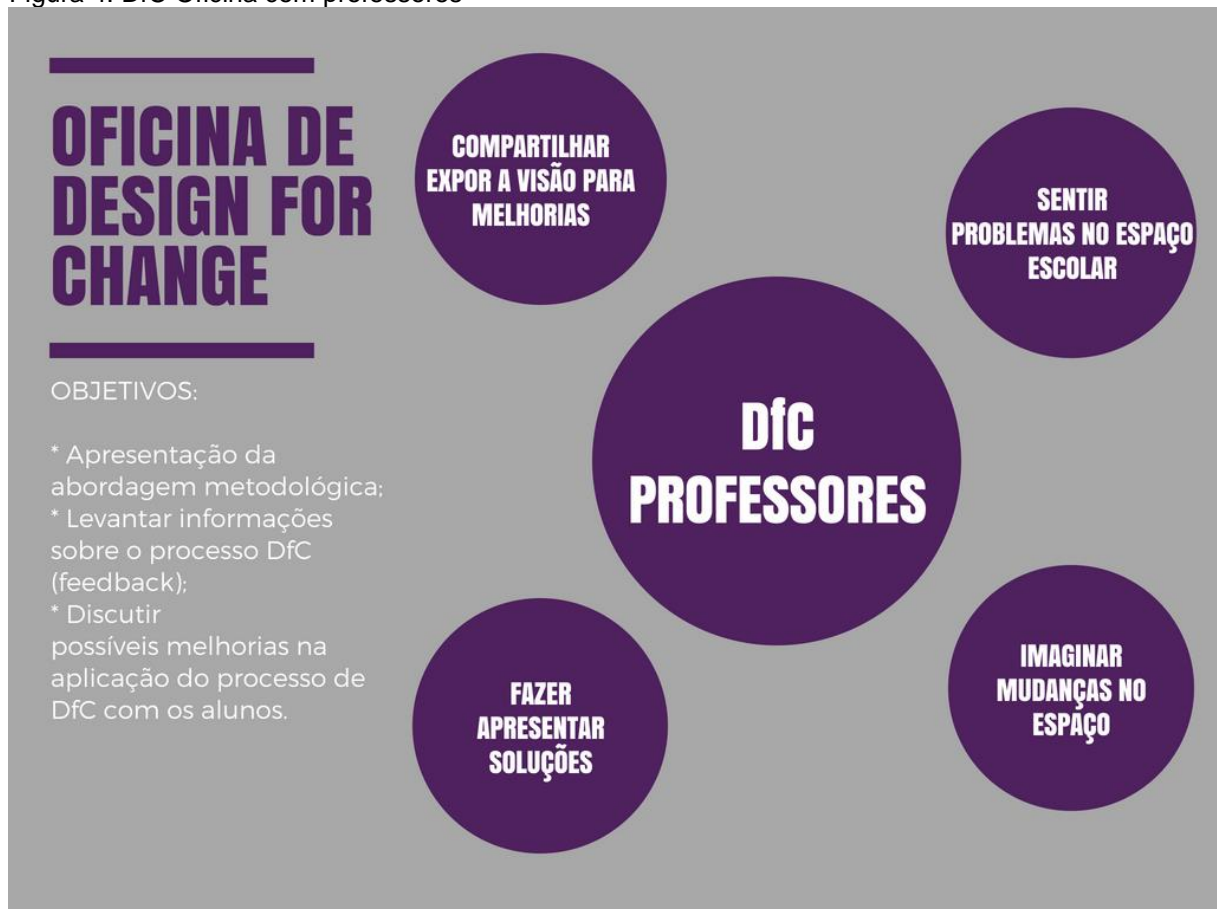 Figura 4: DfC Oficina com professores
OFICINA DE
DESIGN FOR
CHANGE
OBJETIVOS:
* Apresentação da
abordagem metodológica;
* Levantar informações
sobre o processo DfC
(feedback);
* Discutir
possíveis melhorias na
aplicação do processo de
DfC com os alunos.
COMPARTILHAR
EXPOR A VISÃO PARA
MELHORIAS
SENTIR
PROBLEMAS NO ESPAÇO
ESCOLAR
DfC
PROFESSORES
FAZER
APRESENTAR
SOLUÇÕES
IMAGINAR
MUDANÇAS NO
ESPAÇO